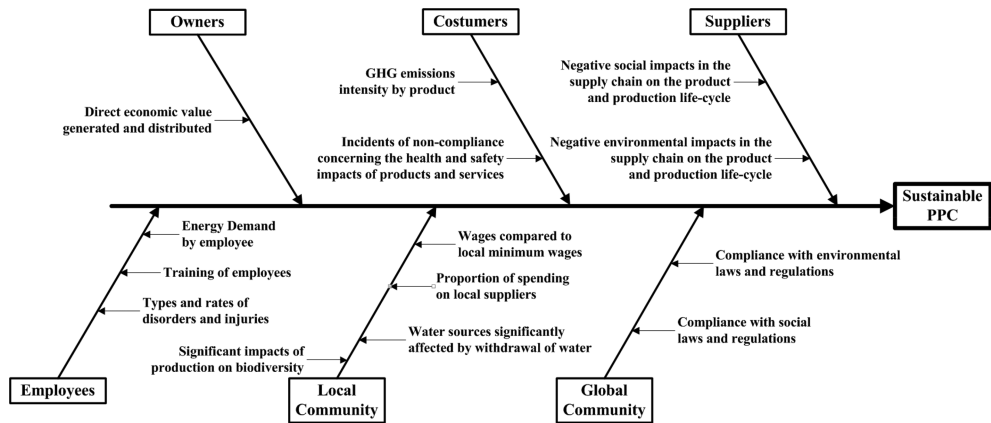 Owners
Costumers
Suppliers
Direct economic value
generated and distributed
GHG emissions
intensity by product
Incidents of non-compliance
concerning the health and safety
impacts of products and services
Negative social impacts in the
supply chain on the product
and production life-cycle
Negative environmental impacts in the
supply chain on the product
and production life-cycle
Sustainable
PPC
Energy Demand
by employee
Training of employees
Types and rates of
disorders and injuries
Employees
Wages compared to
local minimum wages
Proportion of spending
on local suppliers
Water sources significantly
affected by withdrawal of water
Significant impacts of
production on biodiversity
Local
Community
Compliance with environmental
laws and regulations
Compliance with social
laws and regulations
Global
Community